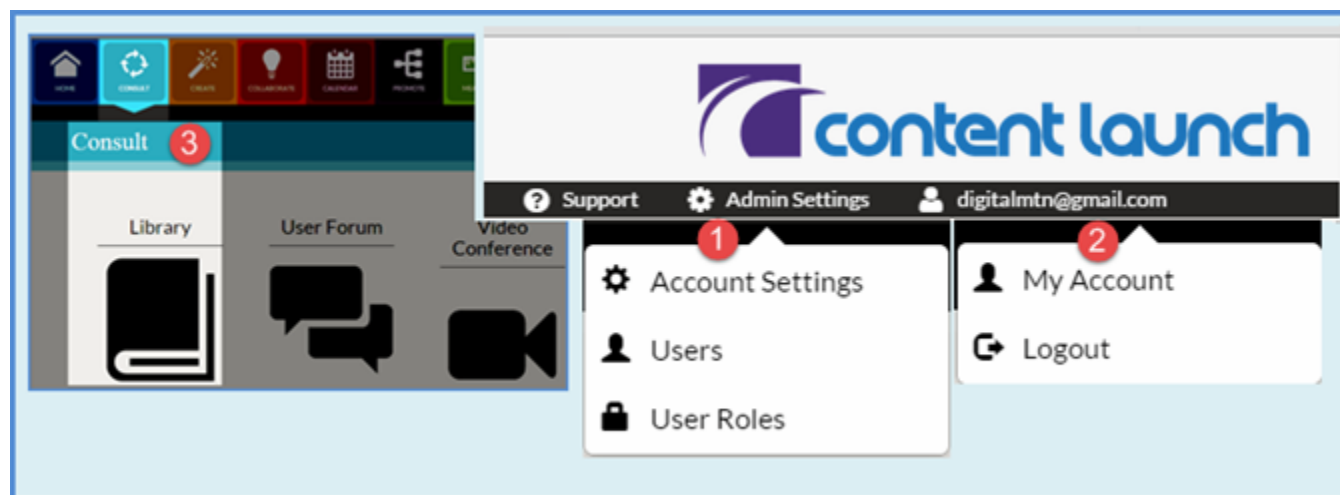 HOME CONSULT CREATE COLLABORATE CALENDAR PROMOTE
Consult 3
Library User Forum Video
Conference
content launch
Support Admin Settings digitalmtn@gmail.com
1 2
Account Settings
Users
User Roles
My Account
Logout